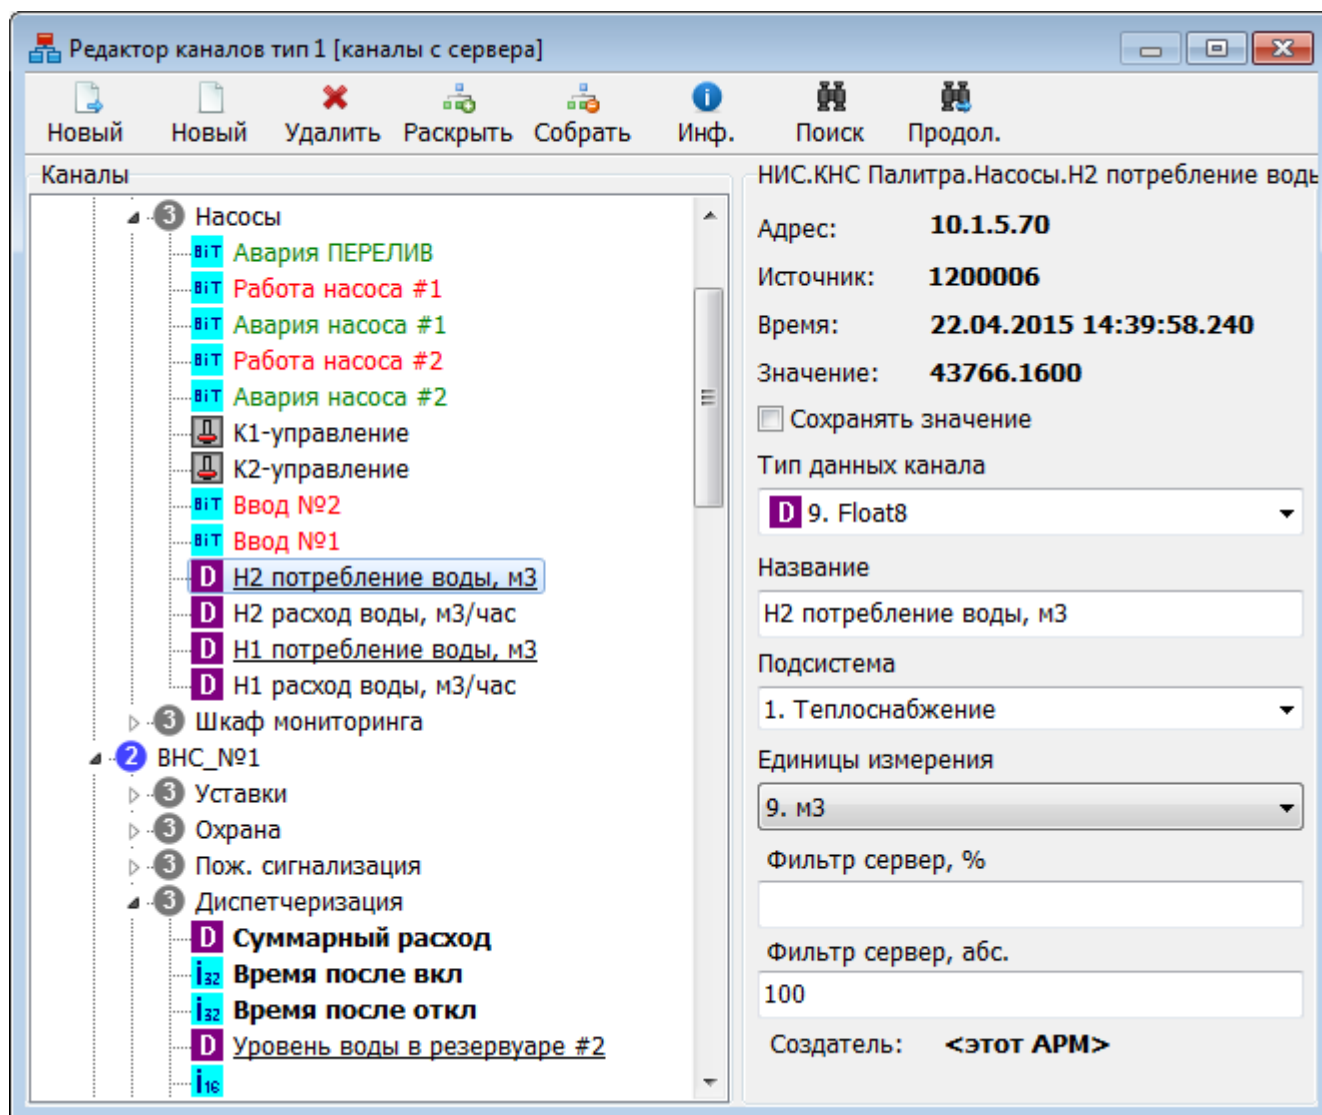 Редактор каналов тип 1 [каналы с сервера]
Новый Новый Удалить Раскрыть Собрать Инф. Поиск Продол.
Каналы
3 Насосы
BiT Авария ПЕРЕЛИВ
BiT Работа насоса #1
BiT Авария насоса #1
BiT Работа насоса #2
BiT Авария насоса #2
К1-управление
К2-управление
BiT Ввод №2
BiT Ввод №1
D Н2 потребление воды, м3
D Н2 расход воды, м3/час
D Н1 потребление воды, м3
D Н1 расход воды, м3/час
3 Шкаф мониторинга
2 ВНС_№1
3 Уставки
3 Охрана
3 Пож. сигнализация
3 Диспетчеризация
D Суммарный расход
i32 Время после вкл
i32 Время после откл
D Уровень воды в резервуаре #2
i16
НИС.КНС Палитра.Насосы.Н2 потребление воды
Адрес: 10.1.5.70
Источник: 1200006
Время: 22.04.2015 14:39:58.240
Значение: 43766.1600
Сохранять значение
Тип данных канала
D 9. Float8
Название
Н2 потребление воды, м3
Подсистема
1. Теплоснабжение
Единицы измерения
9. м3
Фильтр сервер, %
Фильтр сервер, абс.
100
Создатель: <этот АРМ>